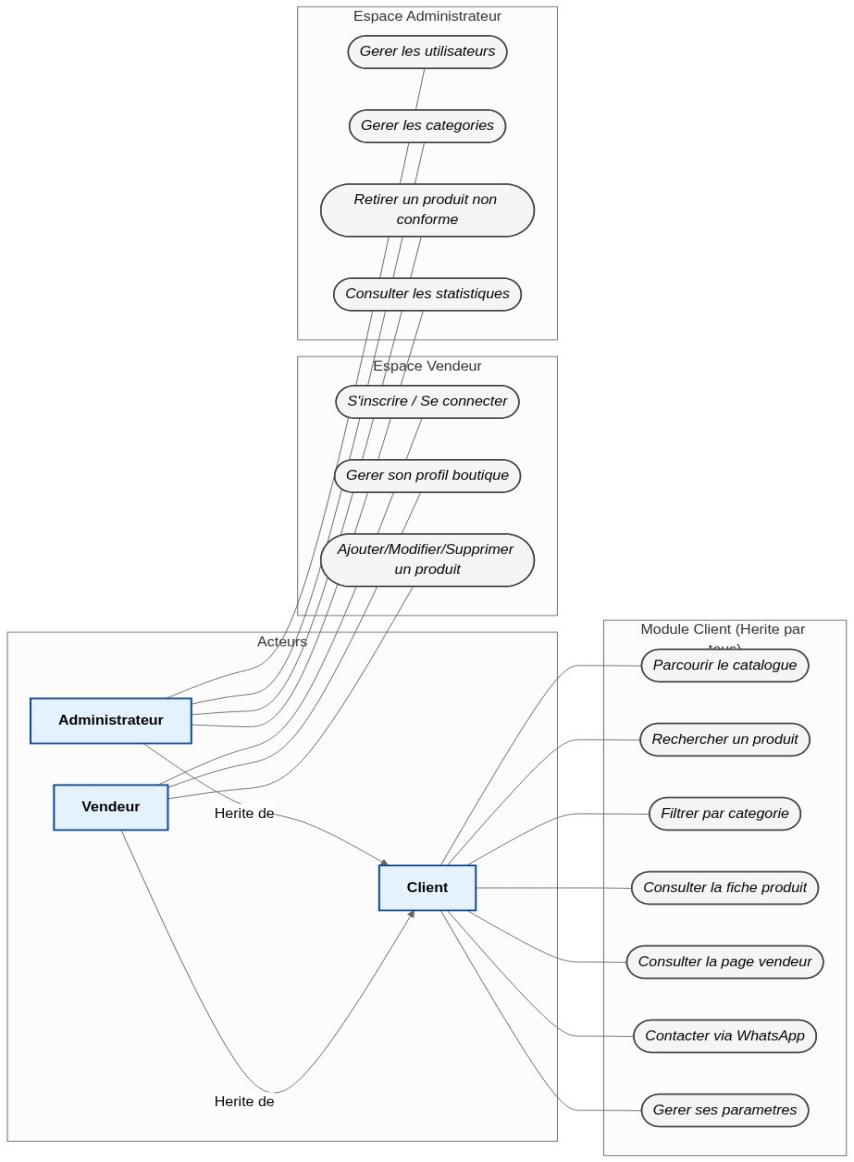 Espace Administrateur
Gerer les utilisateurs
Gerer les categories
Retirer un produit non
conforme
Consulter les statistiques
Espace Vendeur
S'inscrire / Se connecter
Gerer son profil boutique
Ajouter/Modifier/Supprimer
un produit
Acteurs
Administrateur
Vendeur
Herite de
Client
Herite de
Module Client (Herite par
tous)
Parcourir le catalogue
Rechercher un produit
Filtrer par categorie
Consulter la fiche produit
Consulter la page vendeur
Contacter via WhatsApp
Gerer ses parametres